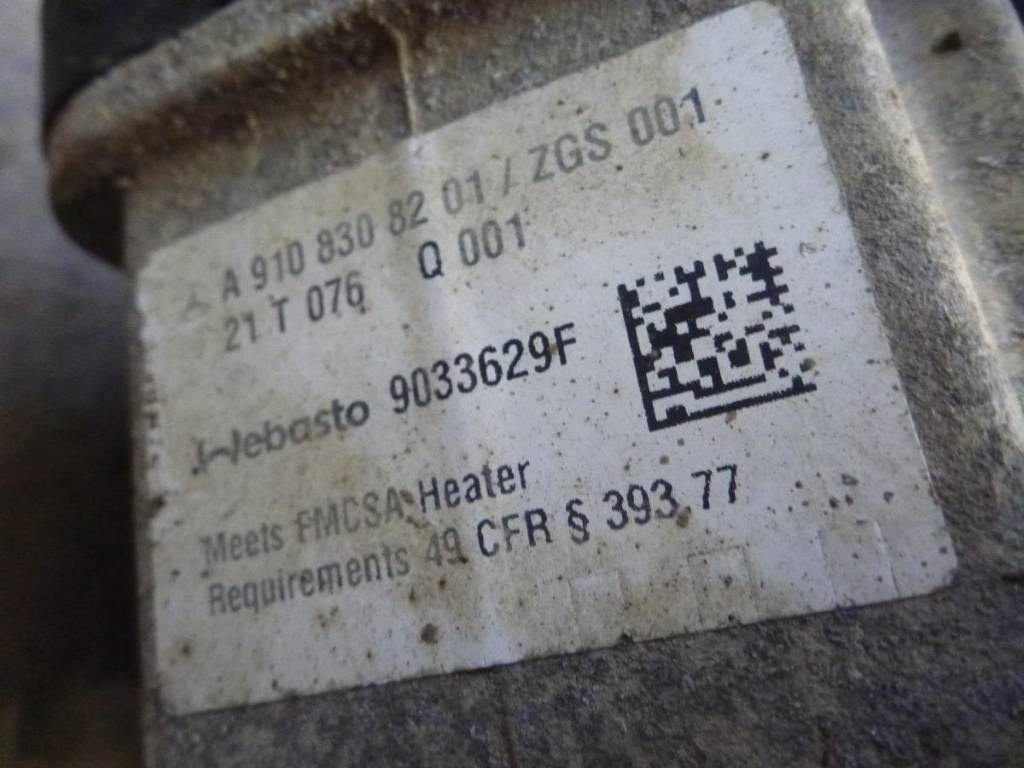 A 910 830 82 01 / ZGS 001
21 T 076 Q 001
Webasto 9033629F
Meets FMCSA Heater
Requirements 49 CFR § 393.77